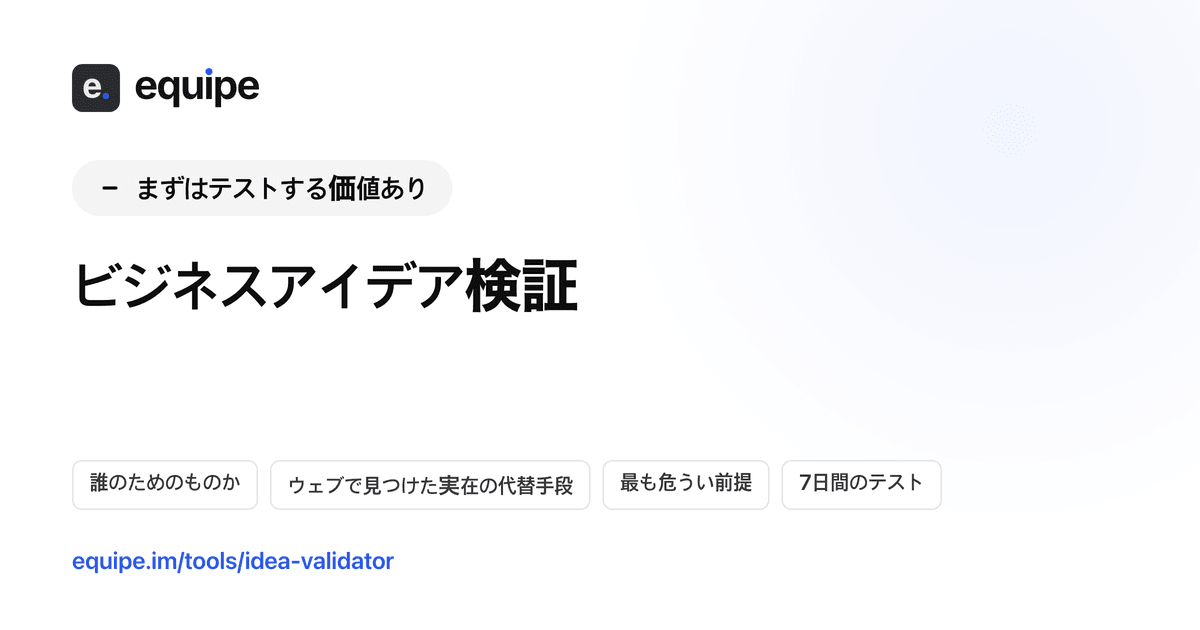 e. equipe
– まずはテストする価値あり
ビジネスアイデア検証
誰のためのものか ウェブで見つけた実在の代替手段 最も危うい前提 7日間のテスト
equipe.im/tools/idea-validator